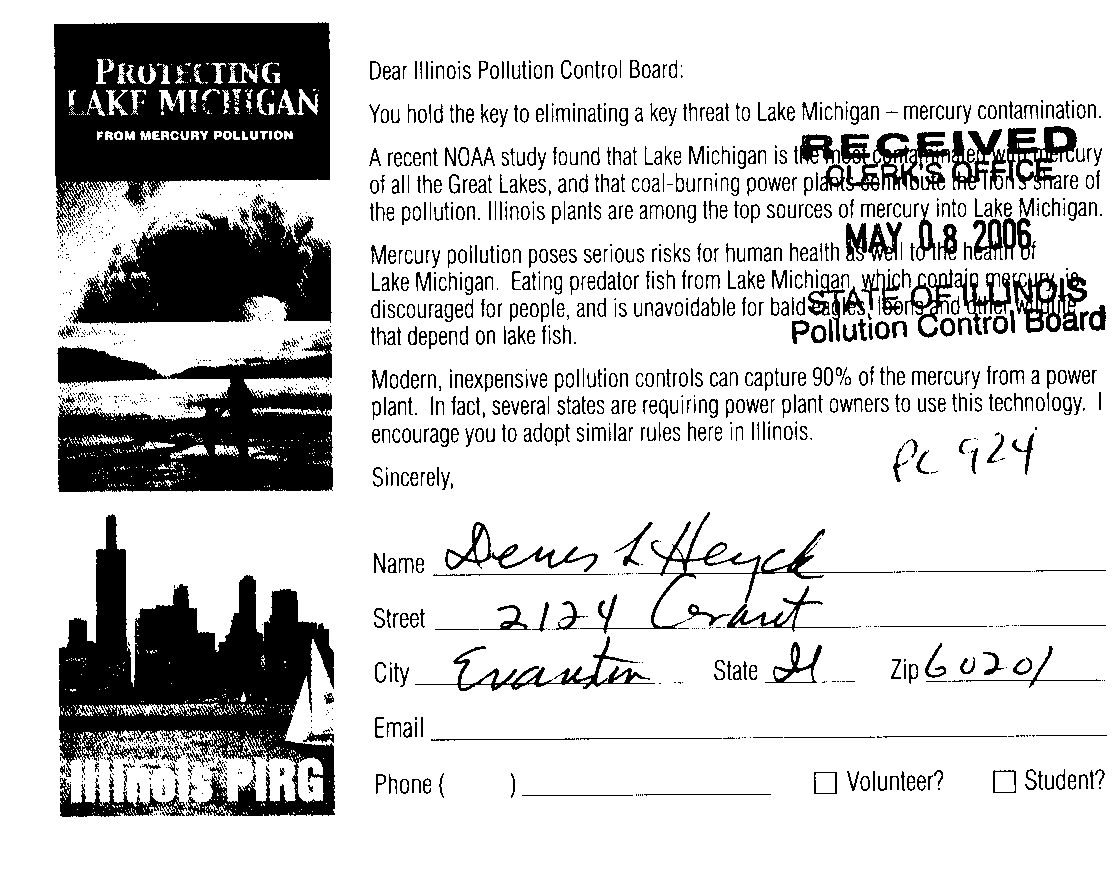 PROTECTING
LAKE MICHIGAN
FROM MERCURY POLLUTION
Illinois PIRG
Dear Illinois Pollution Control Board:
You hold the key to eliminating a key threat to Lake Michigan – mercury contamination.
A recent NOAA study found that Lake Michigan is the most contaminated with mercury
of all the Great Lakes, and that coal-burning power plants contribute the lion's share of
the pollution. Illinois plants are among the top sources of mercury into Lake Michigan.
Mercury pollution poses serious risks for human health as well to the health of
Lake Michigan. Eating predator fish from Lake Michigan, which contain mercury, is
discouraged for people, and is unavoidable for bald eagles, loons and other wildlife
that depend on lake fish.
Modern, inexpensive pollution controls can capture 90% of the mercury from a power
plant. In fact, several states are requiring power plant owners to use this technology. I
encourage you to adopt similar rules here in Illinois.
RECEIVED
CLERK'S OFFICE
MAY 08 2006
STATE OF ILLINOIS
Pollution Control Board
PC 924
Sincerely,
Name Denis L Heyck
Street 2124 Grant
City Evanston State Il Zip 60201
Email
Phone ( )
Volunteer? Student?